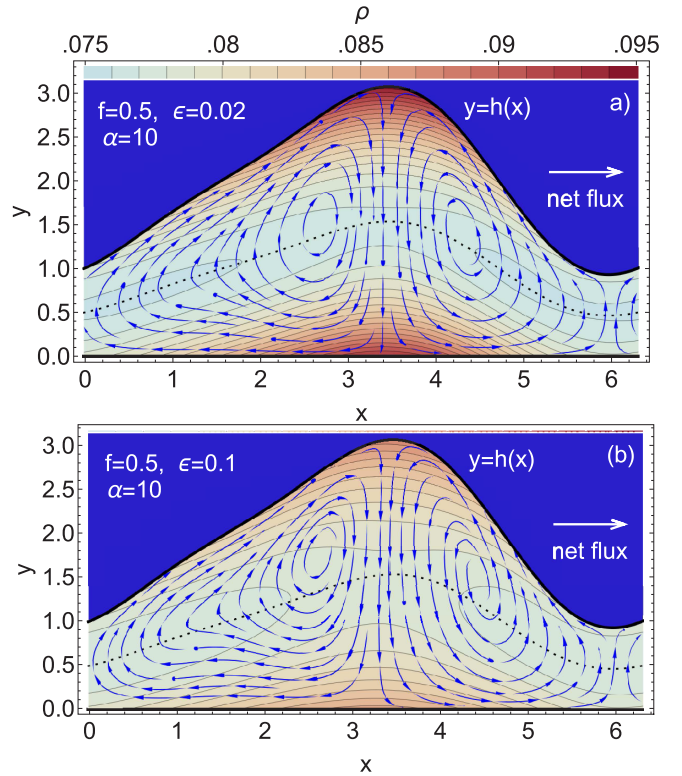 ρ
.075 .08 .085 .09 .095
3.0
f=0.5, ϵ=0.02 y=h(x) a)
α=10
2.5
2.0
net flux
y
1.5
1.0
0.5
0.0
0 1 2 3 4 5 6
x
3.0
f=0.5, ϵ=0.1 y=h(x) (b)
α=10
2.5
2.0
net flux
y
1.5
1.0
0.5
0.0
0 1 2 3 4 5 6
x